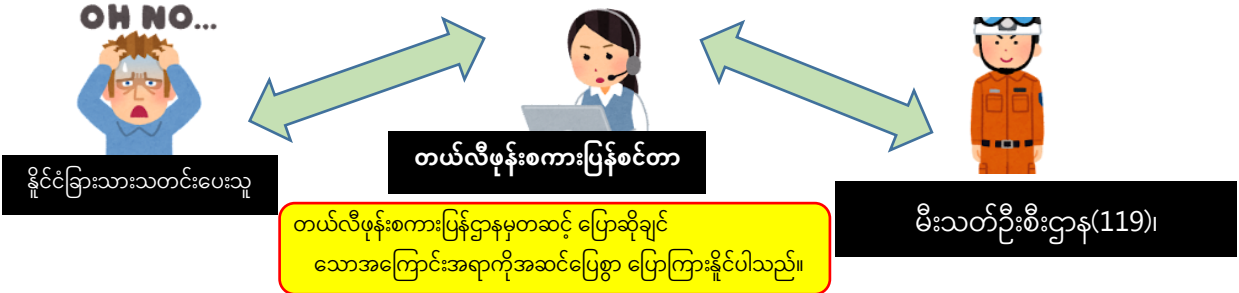 OH NO...
တယ်လီဖုန်းစကားပြန်စင်တာ
နိူင်ငံခြားသားသတင်းပေးသူ
မီးသတ်ဦးစီးဌာန(119)၊
တယ်လီဖုန်းစကားပြန်ဌာနမှတဆင့် ပြောဆိုချင်
သောအကြောင်းအရာကိုအဆင်ပြေစွာ ပြောကြားနိူင်ပါသည်။